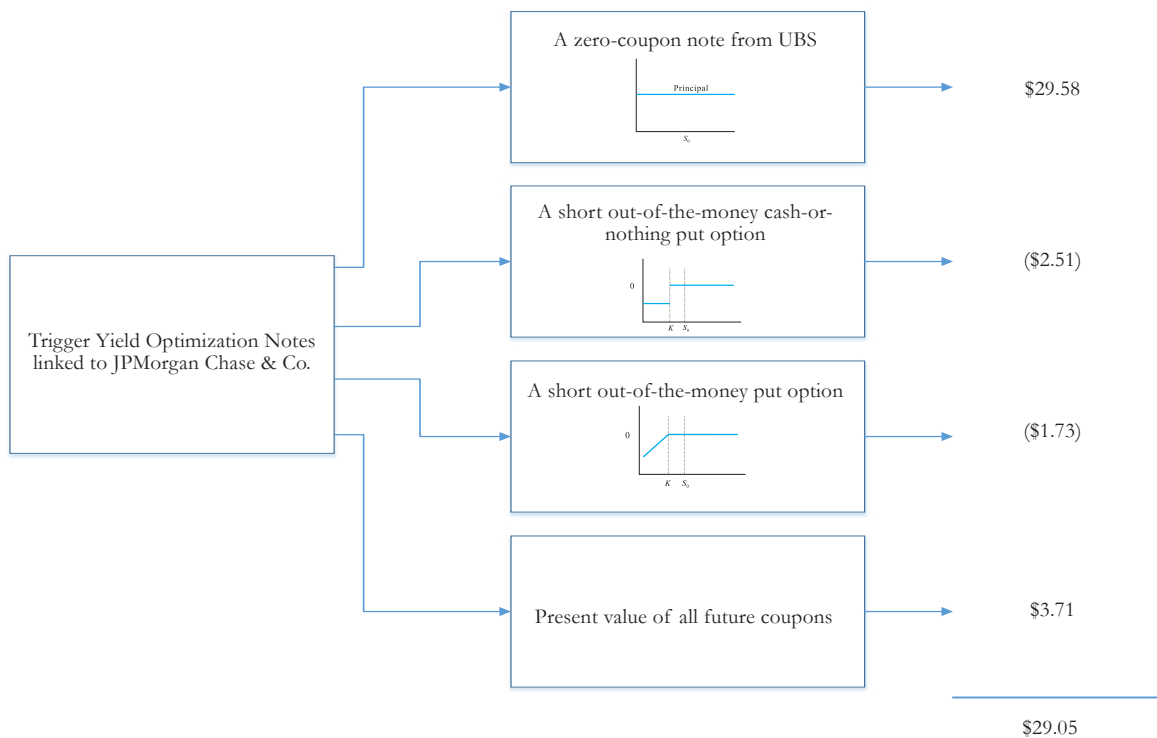 A zero-coupon note from UBS
Principal
S₀
$29.58
A short out-of-the-money cash-or-
nothing put option
0
K S₀
($2.51)
Trigger Yield Optimization Notes
linked to JPMorgan Chase & Co.
A short out-of-the-money put option
0
K S₀
($1.73)
Present value of all future coupons
$3.71
$29.05